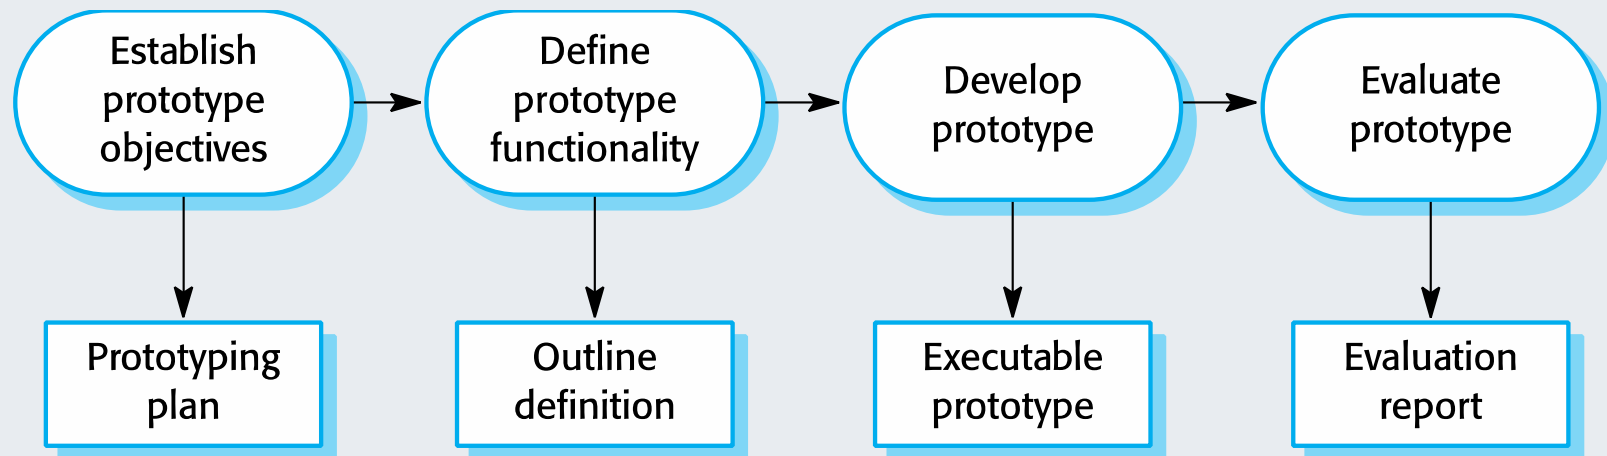 Establish
prototype
objectives
Define
prototype
functionality
Develop
prototype
Evaluate
prototype
Prototyping
plan
Outline
definition
Executable
prototype
Evaluation
report